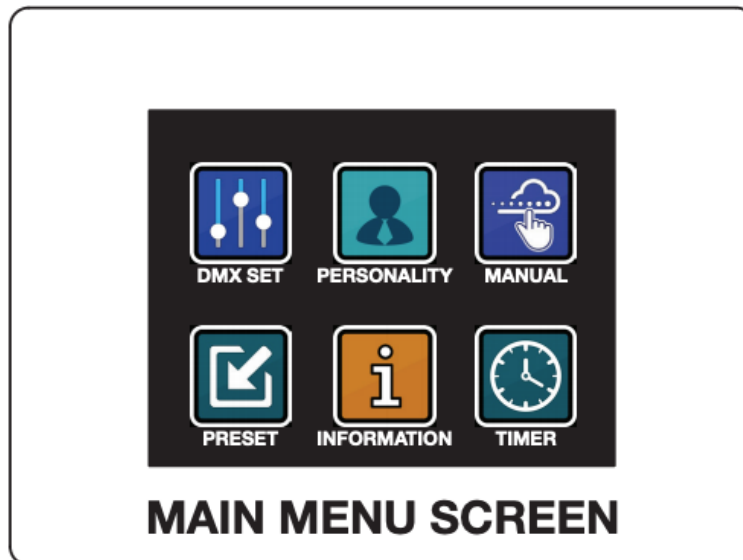 DMX SET PERSONALITY MANUAL
PRESET INFORMATION TIMER
MAIN MENU SCREEN